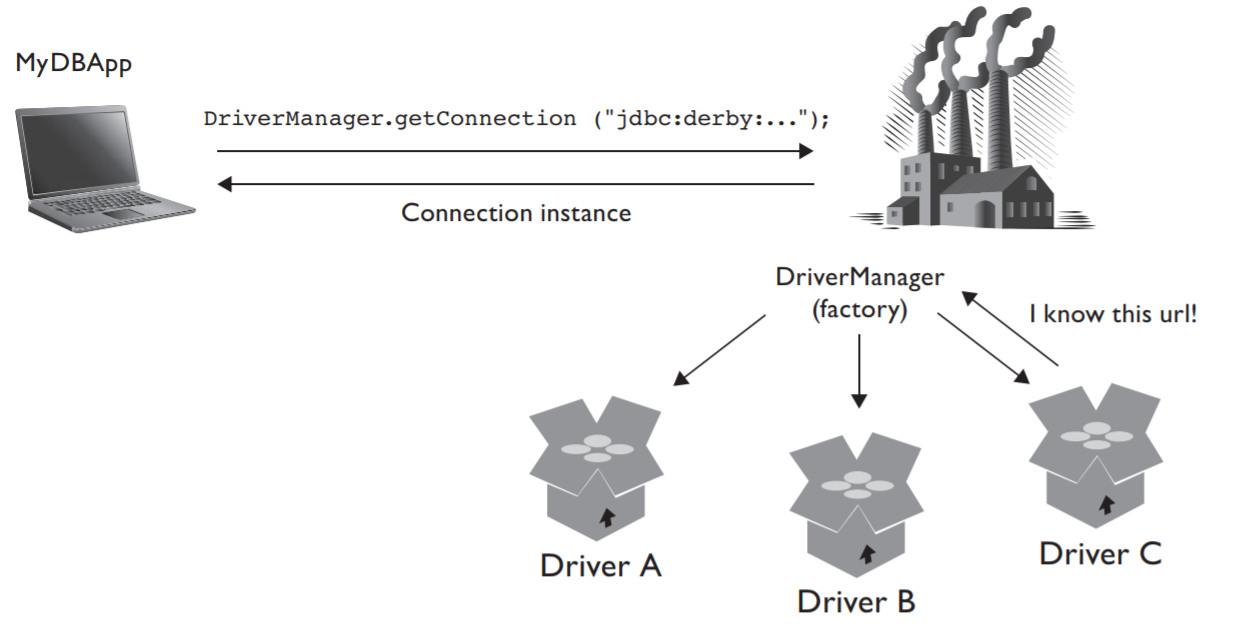 MyDBApp
DriverManager.getConnection ("jdbc:derby:...");
Connection instance
DriverManager
(factory)
I know this url!
Driver A
Driver B
Driver C